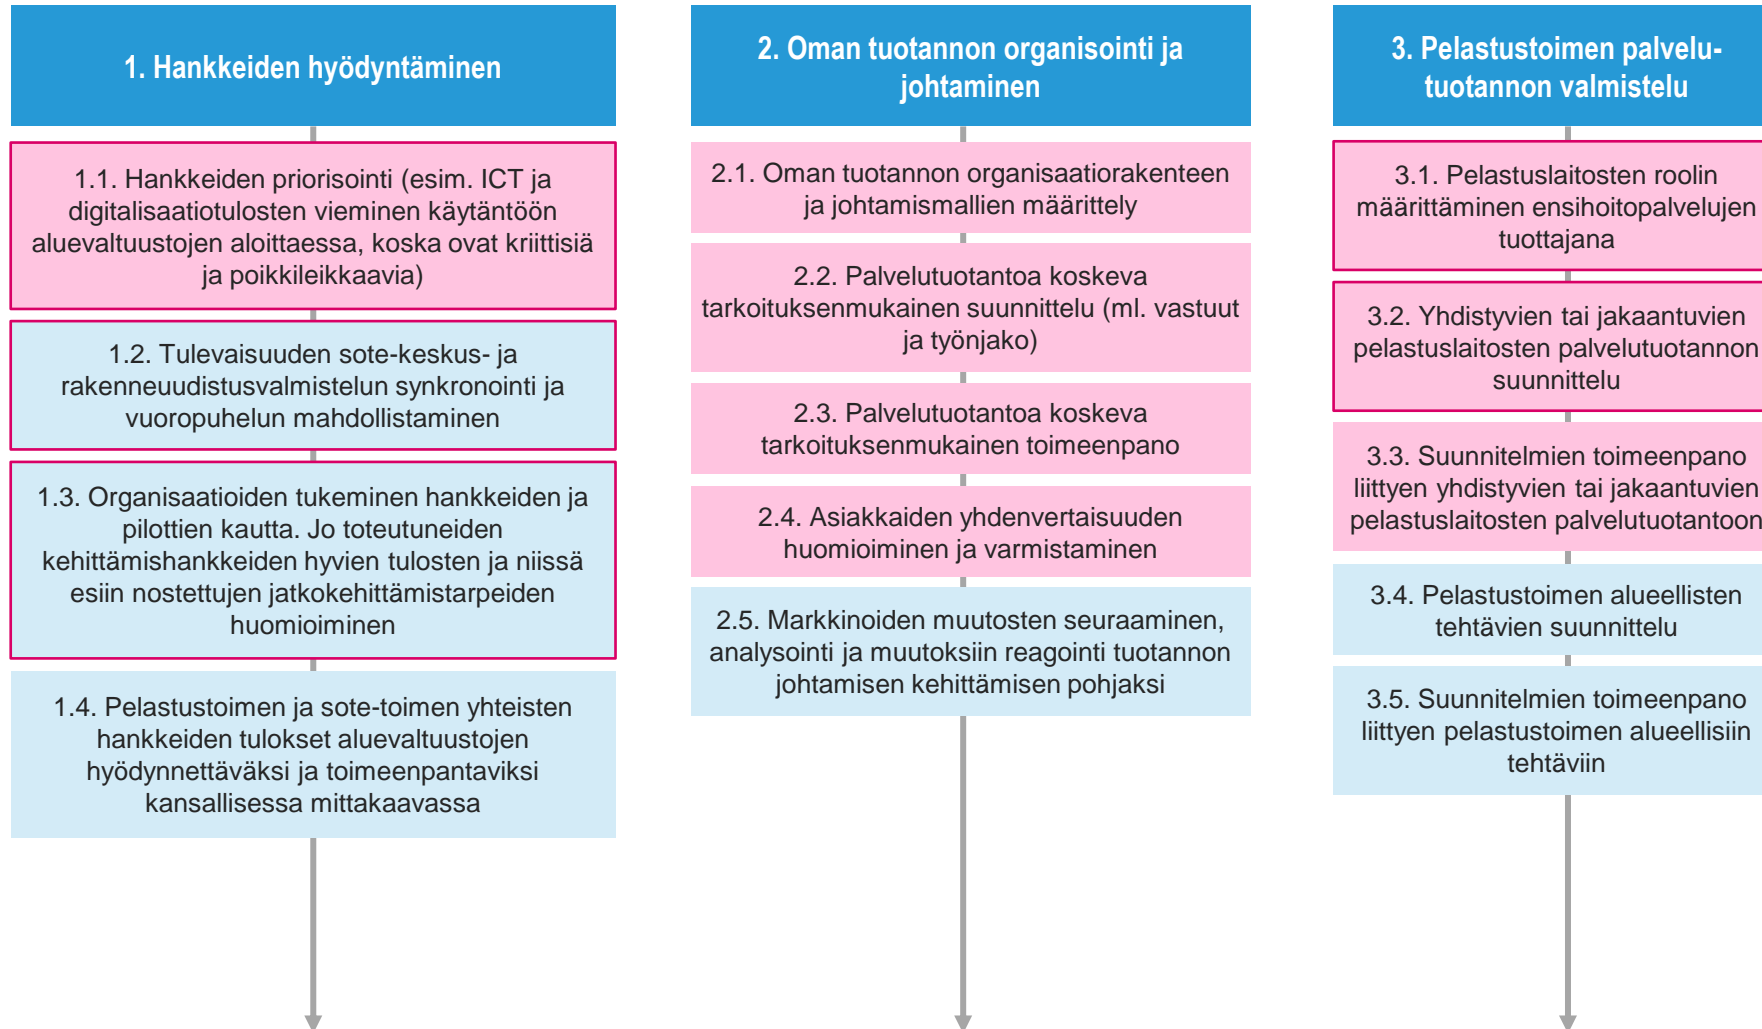 1. Hankkeiden hyödyntäminen
1.1. Hankkeiden priorisointi (esim. ICT ja
digitalisaatiotulosten vieminen käytäntöön
aluevaltuustojen aloittaessa, koska ovat kriittisiä
ja poikkileikkaavia)
1.2. Tulevaisuuden sote-keskus- ja
rakenneuudistusvalmistelun synkronointi ja
vuoropuhelun mahdollistaminen
1.3. Organisaatioiden tukeminen hankkeiden ja
pilottien kautta. Jo toteutuneiden
kehittämishankkeiden hyvien tulosten ja niissä
esiin nostettujen jatkokehittämistarpeiden
huomioiminen
1.4. Pelastustoimen ja sote-toimen yhteisten
hankkeiden tulokset aluevaltuustojen
hyödynnettäväksi ja toimeenpantaviksi
kansallisessa mittakaavassa
2. Oman tuotannon organisointi ja
johtaminen
2.1. Oman tuotannon organisaatiorakenteen
ja johtamismallien määrittely
2.2. Palvelutuotantoa koskeva
tarkoituksenmukainen suunnittelu (ml. vastuut
ja työnjako)
2.3. Palvelutuotantoa koskeva
tarkoituksenmukainen toimeenpano
2.4. Asiakkaiden yhdenvertaisuuden
huomioiminen ja varmistaminen
2.5. Markkinoiden muutosten seuraaminen,
analysointi ja muutoksiin reagointi tuotannon
johtamisen kehittämisen pohjaksi
3. Pelastustoimen palvelu-
tuotannon valmistelu
3.1. Pelastuslaitosten roolin
määrittäminen ensihoitopalvelujen
tuottajana
3.2. Yhdistyvien tai jakaantuvien
pelastuslaitosten palvelutuotannon
suunnittelu
3.3. Suunnitelmien toimeenpano
liittyen yhdistyvien tai jakaantuvien
pelastuslaitosten palvelutuotantoon
3.4. Pelastustoimen alueellisten
tehtävien suunnittelu
3.5. Suunnitelmien toimeenpano
liittyen pelastustoimen alueellisiin
tehtäviin